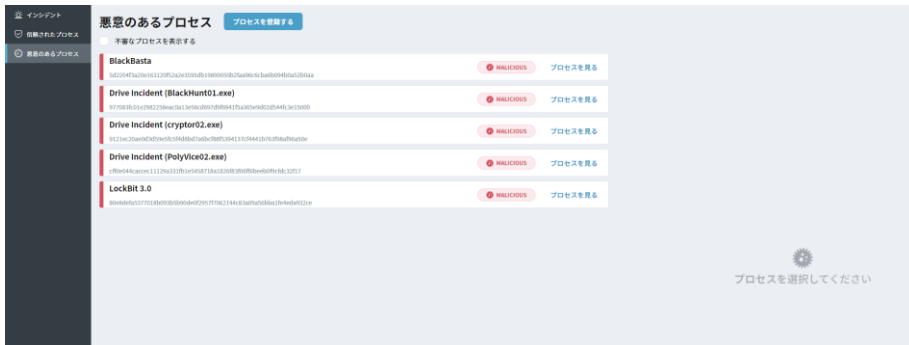 インシデント
信頼されたプロセス
悪意のあるプロセス
悪意のあるプロセス
プロセスを登録する
不審なプロセスを表示する
BlackBasta
MALICIOUS
プロセスを見る
Drive Incident (BlackHunt01.exe)
MALICIOUS
プロセスを見る
Drive Incident (cryptor02.exe)
MALICIOUS
プロセスを見る
Drive Incident (PolyVice02.exe)
MALICIOUS
プロセスを見る
LockBit 3.0
MALICIOUS
プロセスを見る
プロセスを選択してください